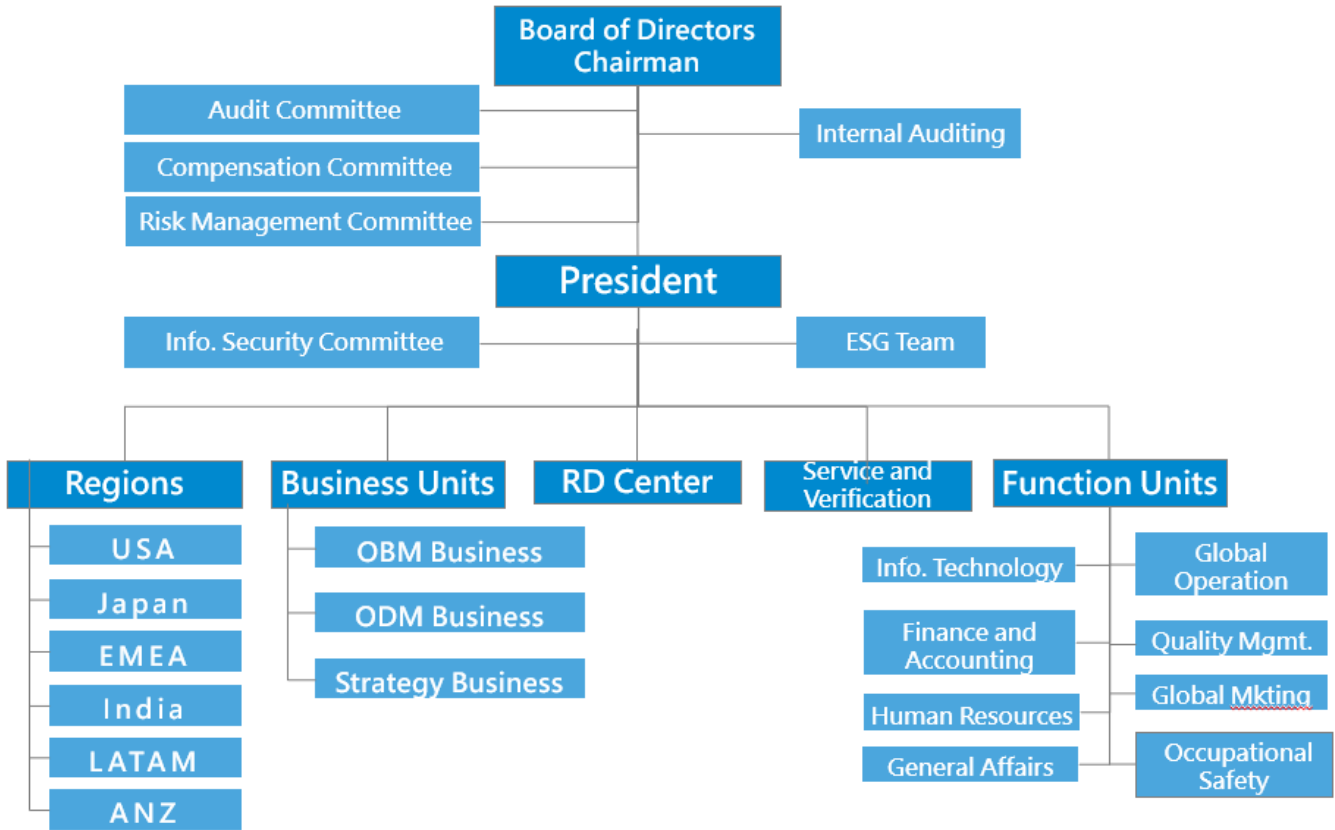 Board of Directors
Chairman
Audit Committee
Internal Auditing
Compensation Committee
Risk Management Committee
President
Info. Security Committee
ESG Team
Regions
USA
Japan
EMEA
India
LATAM
ANZ
Business Units
OBM Business
ODM Business
Strategy Business
RD Center
Service and
Verification
Function Units
Info. Technology
Finance and
Accounting
Human Resources
General Affairs
Global
Operation
Quality Mgmt.
Global Mkting
Occupational
Safety